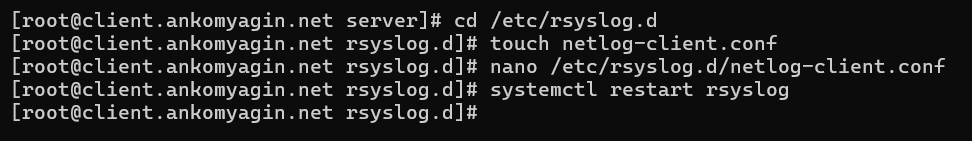 [root@client.ankomyagin.net server]# cd /etc/rsyslog.d
[root@client.ankomyagin.net rsyslog.d]# touch netlog-client.conf
[root@client.ankomyagin.net rsyslog.d]# nano /etc/rsyslog.d/netlog-client.conf
[root@client.ankomyagin.net rsyslog.d]# systemctl restart rsyslog
[root@client.ankomyagin.net rsyslog.d]#